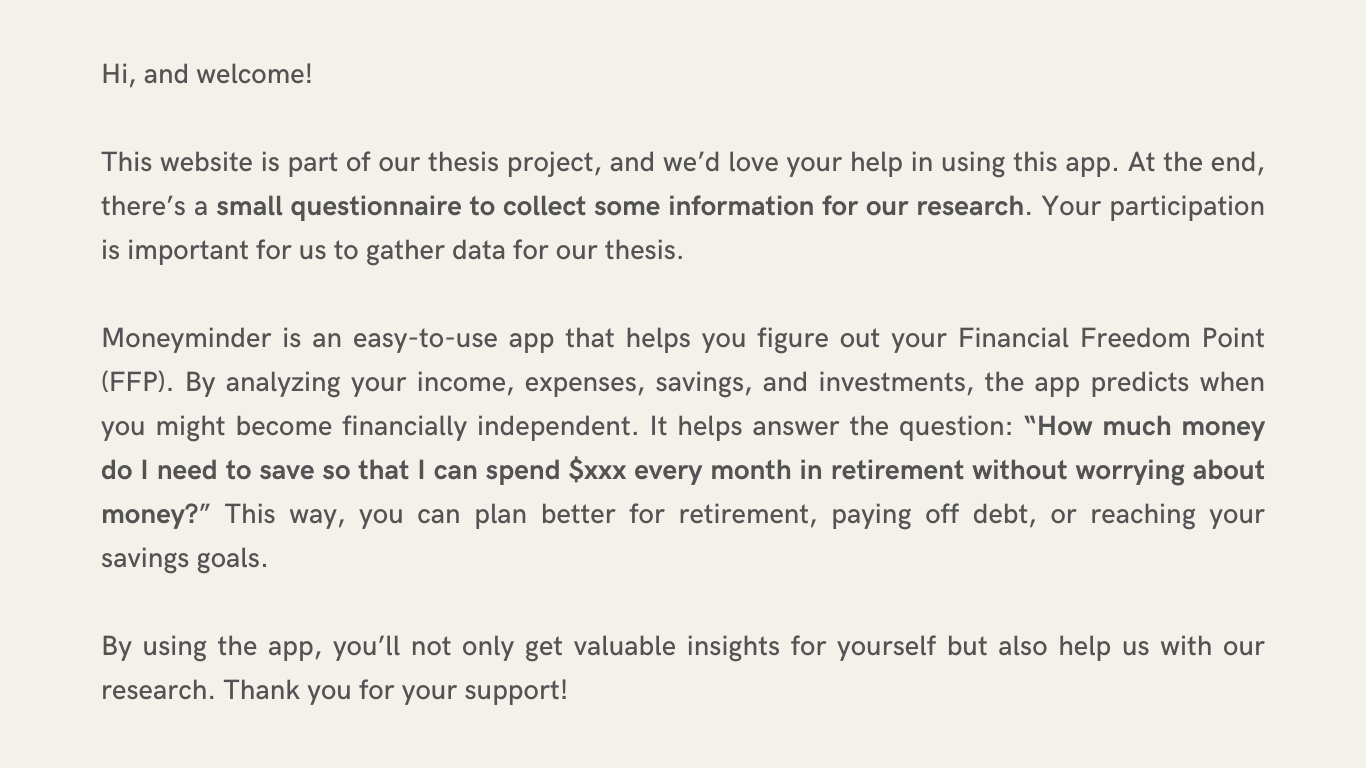 Hi, and welcome!
This website is part of our thesis project, and we’d love your help in using this app. At the end,
there’s a small questionnaire to collect some information for our research. Your participation
is important for us to gather data for our thesis.
Moneyminder is an easy-to-use app that helps you figure out your Financial Freedom Point
(FFP). By analyzing your income, expenses, savings, and investments, the app predicts when
you might become financially independent. It helps answer the question: “How much money
do I need to save so that I can spend $xxx every month in retirement without worrying about
money?” This way, you can plan better for retirement, paying off debt, or reaching your
savings goals.
By using the app, you’ll not only get valuable insights for yourself but also help us with our
research. Thank you for your support!